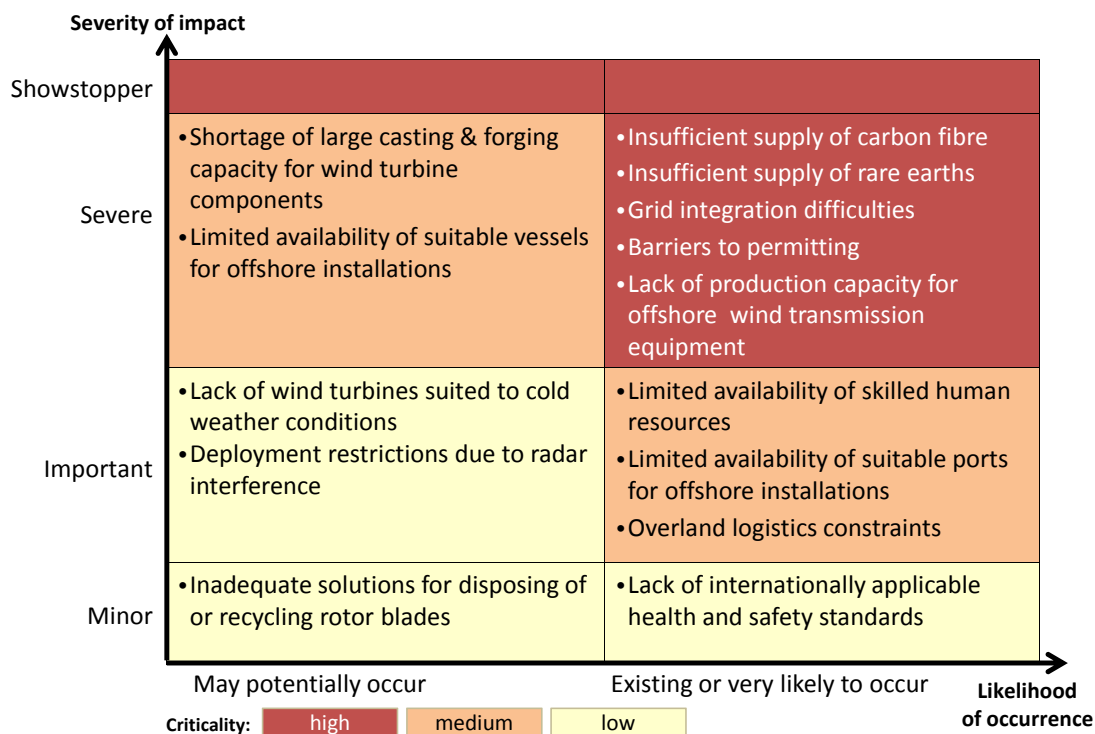 Severity of impact
Showstopper
Severe
•Shortage of large casting & forging
capacity for wind turbine
components
•Limited availability of suitable vessels
for offshore installations
•Insufficient supply of carbon fibre
•Insufficient supply of rare earths
•Grid integration difficulties
•Barriers to permitting
•Lack of production capacity for
offshore wind transmission
equipment
Important
•Lack of wind turbines suited to cold
weather conditions
•Deployment restrictions due to radar
interference
•Limited availability of skilled human
resources
•Limited availability of suitable ports
for offshore installations
•Overland logistics constraints
Minor
•Inadequate solutions for disposing of
or recycling rotor blades
•Lack of internationally applicable
health and safety standards
May potentially occur
Existing or very likely to occur
Likelihood
of occurrence
Criticality: high medium low